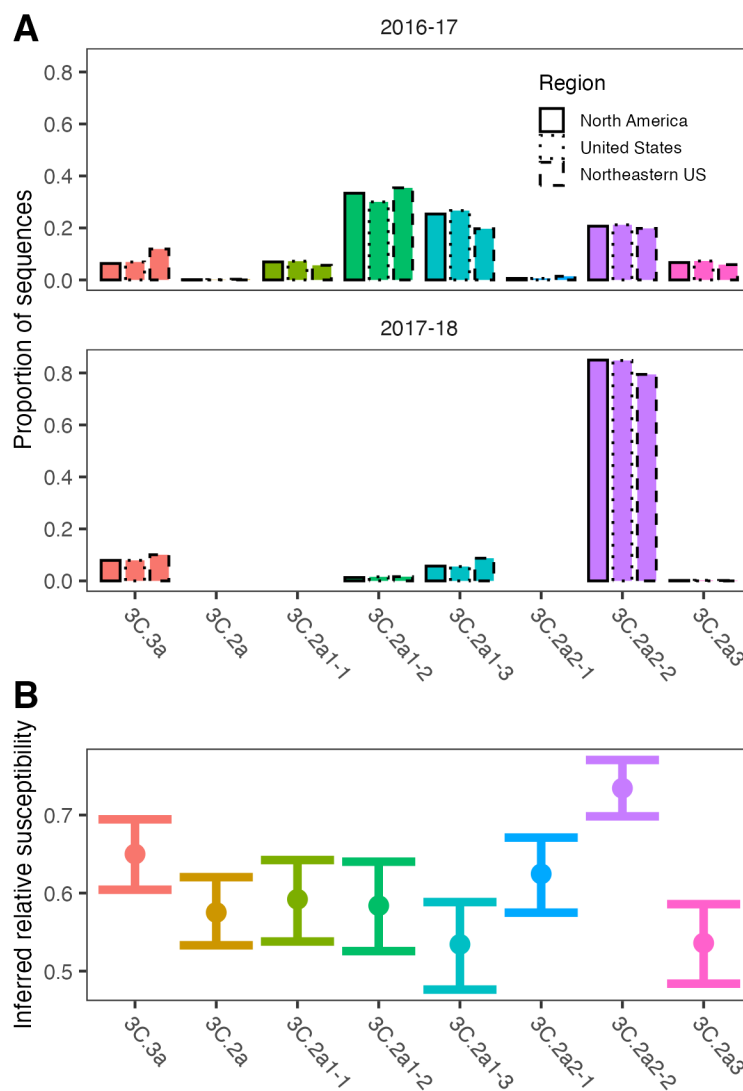 A
2016-17
Proportion of sequences
0.8
0.6
0.4
0.2
0.0
Region
North America
United States
Northeastern US
2017-18
0.8
0.6
0.4
0.2
0.0
3C.3a
3C.2a
3C.2a1-1
3C.2a1-2
3C.2a1-3
3C.2a2-1
3C.2a2-2
3C.2a3
B
Inferred relative susceptibility
0.7
0.6
0.5
3C.3a
3C.2a
3C.2a1-1
3C.2a1-2
3C.2a1-3
3C.2a2-1
3C.2a2-2
3C.2a3